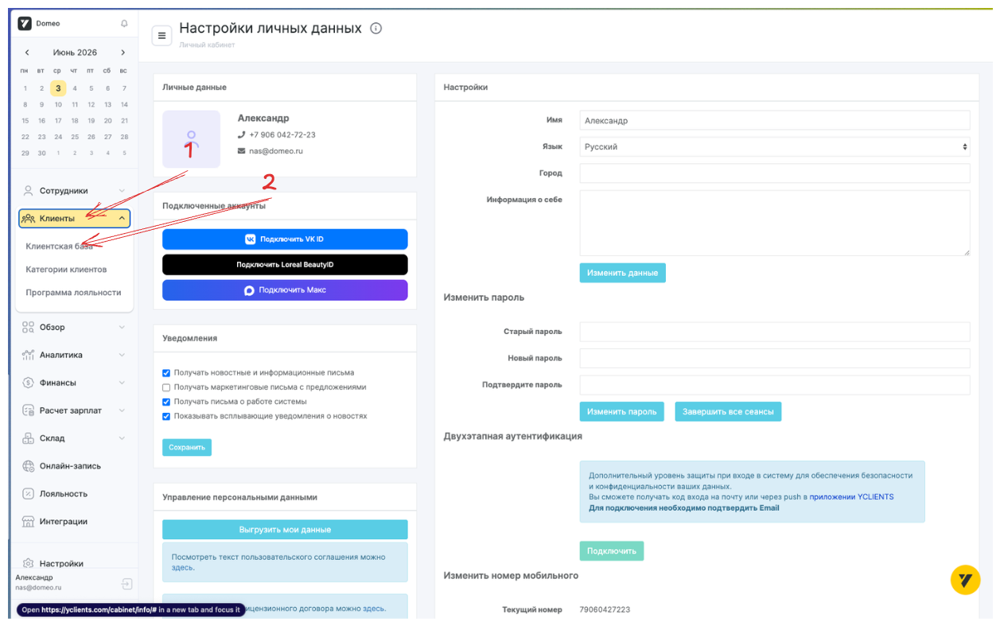 Domeo
Июнь 2026
пн вт ср чт пт сб вс
1 2 3 4 5 6 7
8 9 10 11 12 13 14
15 16 17 18 19 20 21
22 23 24 25 26 27 28
29 30 1 2 3 4 5
Сотрудники
Клиенты
Клиентская база
Категории клиентов
Программа лояльности
Обзор
Аналитика
Финансы
Расчет зарплат
Склад
Онлайн-запись
Лояльность
Интеграции
Настройки
Александр
nas@domeo.ru
Open https://yclients.com/cabinet/info/# in a new tab and focus it
Настройки личных данных
Личный кабинет
Личные данные
Александр
+7 906 042-72-23
nas@domeo.ru
1
2
Подключенные аккаунты
Подключить VK ID
Подключить Loreal BeautyID
Подключить Макс
Уведомления
Получать новостные и информационные письма
Получать маркетинговые письма с предложениями
Получать письма о работе системы
Показывать всплывающие уведомления о новостях
Сохранить
Управление персональными данными
Выгрузить мои данные
Посмотреть текст пользовательского соглашения можно
здесь.
ицензионного договора можно здесь.
Настройки
Имя Александр
Язык Русский
Город
Информация о себе
Изменить данные
Изменить пароль
Старый пароль
Новый пароль
Подтвердите пароль
Изменить пароль Завершить все сеансы
Двухэтапная аутентификация
Дополнительный уровень защиты при входе в систему для обеспечения безопасности
и конфиденциальности ваших данных.
Вы сможете получать код входа на почту или через push в приложении YCLIENTS
Для подключения необходимо подтвердить Email
Подключить
Изменить номер мобильного
Текущий номер 79060427223